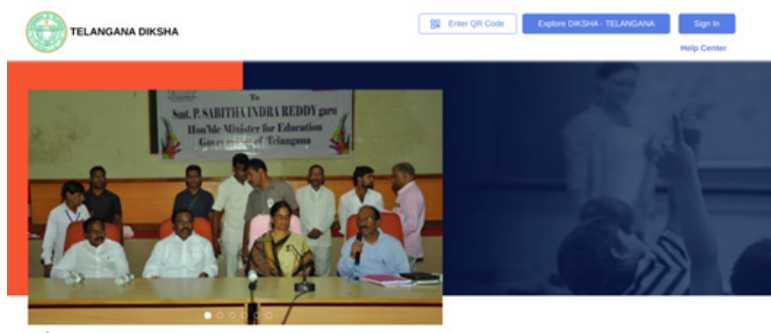 TELANGANA DIKSHA
Enter QR Code
Explore DIKSHA - TELANGANA
Sign In
Help Center
To
Smt. P. SABITHA INDRA REDDY garu
Hon'ble Minister for Education
Government of Telangana